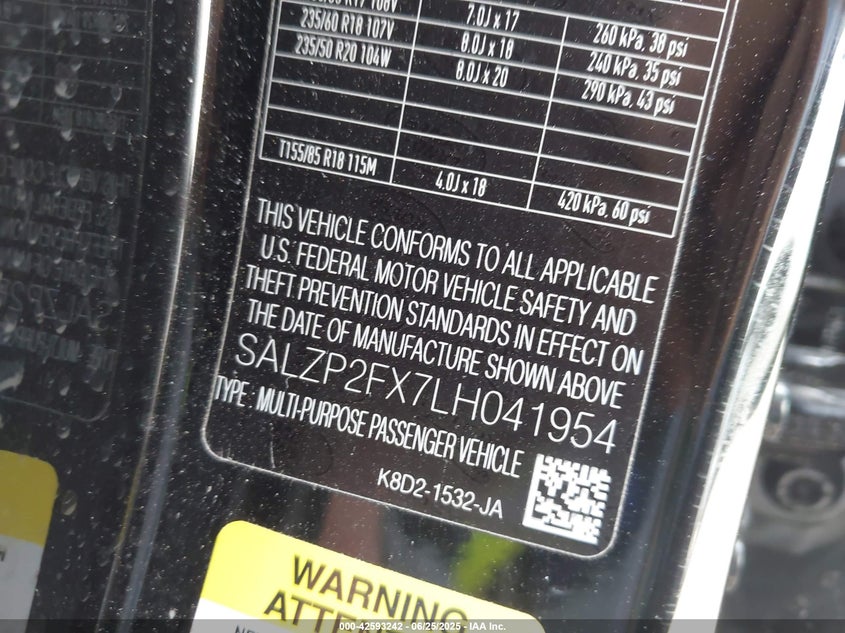 7.0J x 17
260 kPa, 38 psi
235/60 R18 107V 8.0J x 18 240 kPa, 35 psi
235/50 R20 104W 8.0J x 20 290 kPa, 43 psi
T155/85 R18 115M 4.0J x 18 420 kPa, 60 psi
THIS VEHICLE CONFORMS TO ALL APPLICABLE
U.S. FEDERAL MOTOR VEHICLE SAFETY AND
THEFT PREVENTION STANDARDS IN EFFECT ON
THE DATE OF MANUFACTURE SHOWN ABOVE
SALZP2FX7LH041954
TYPE: MULTI-PURPOSE PASSENGER VEHICLE
K8D2-1532-JA
WARNING
000-42593242 - 06/25/2025 - IAA Inc.